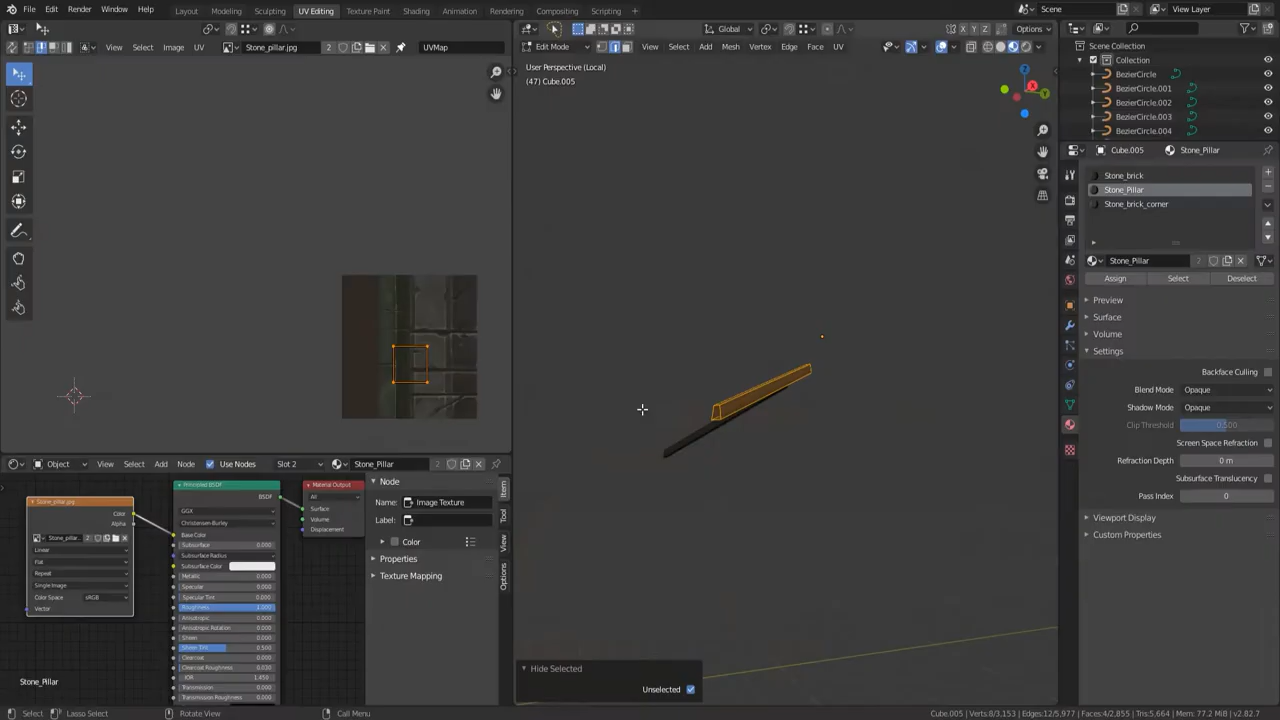 File Edit Render Window Help Layout Modeling Sculpting UV Editing Texture Paint Shading Animation Rendering Compositing Scripting + Scene View Layer
View Select Image UV Stone_pillar.jpg 2 UVMap
Global X Y Z Options
Edit Mode View Select Add Mesh Vertex Edge Face UV
User Perspective (Local)
(47) Cube.005
Z
X
Y
Scene Collection
Collection
BezierCircle
BezierCircle.001
BezierCircle.002
BezierCircle.003
BezierCircle.004
Cube.005 Stone_Pillar
Stone_brick
Stone_Pillar
Stone_brick_corner
Stone_Pillar 2
Assign Select Deselect
Preview
Surface
Volume
Settings
Backface Culling
Blend Mode Opaque
Shadow Mode Opaque
Clip Threshold 0.500
Screen Space Refraction
Refraction Depth 0 m
Subsurface Translucency
Pass Index 0
Viewport Display
Custom Properties
Object View Select Add Node Use Nodes Slot 2 Stone_Pillar 2
Stone_pillar.jpg
Color
Alpha
Stone_pillar... 2
Linear
Flat
Repeat
Single Image
Color Space sRGB
Vector
Principled BSDF
BSDF
GGX
Christensen-Burley
Base Color
Subsurface 0.000
Subsurface Radius
Subsurface Color
Metallic 0.000
Specular 0.000
Specular Tint 0.000
Roughness 1.000
Anisotropic 0.000
Anisotropic Rotation 0.000
Sheen 0.000
Sheen Tint 0.500
Clearcoat 0.000
Clearcoat Roughness 0.030
IOR 1.450
Transmission 0.000
Transmission Roughness 0.000
Material Output
All
Surface
Volume
Displacement
Node
Name: Image Texture
Label:
Color
Properties
Texture Mapping
Item
Tool
View
Options
Stone_Pillar
Hide Selected
Unselected
Select Lasso Select Rotate View Call Menu Cube.005 | Verts:8/3,153 | Edges:12/5,977 | Faces:4/2,855 | Tris:5,664 | Mem: 77.2 MiB | v2.82.7